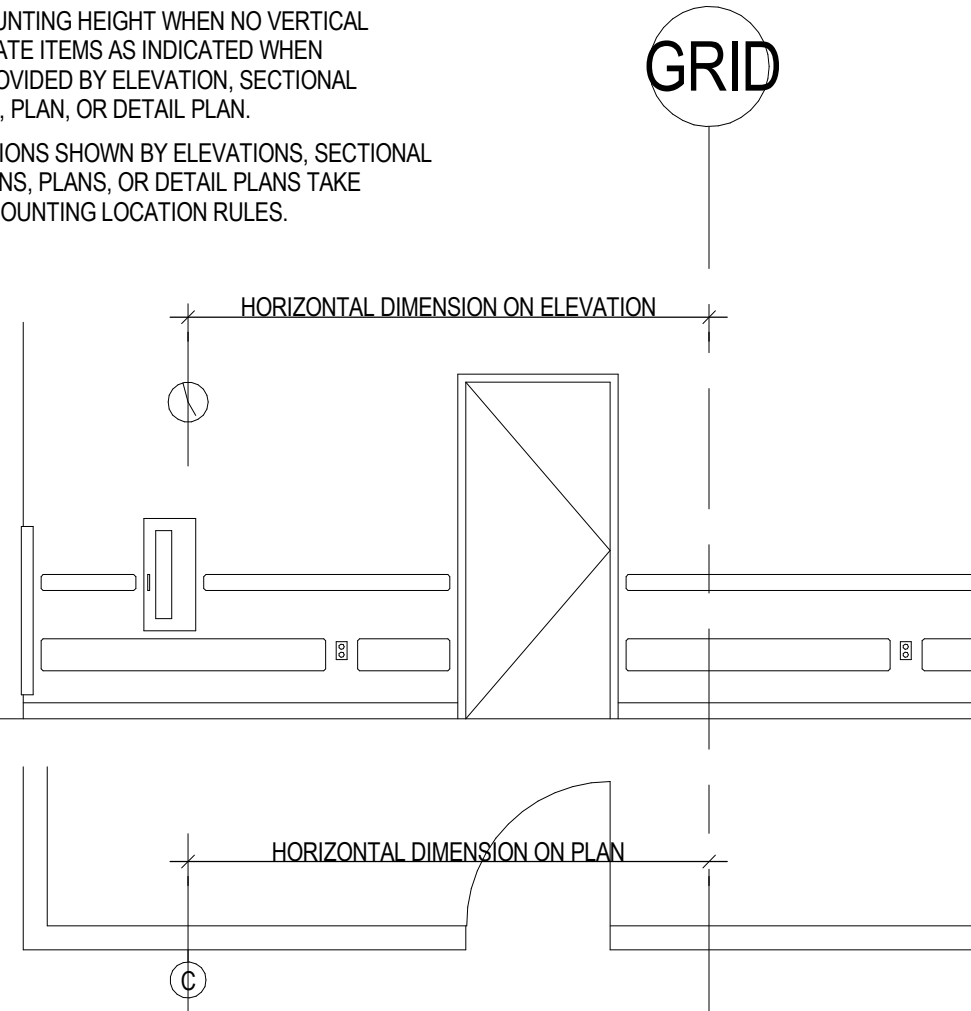 UNTING HEIGHT WHEN NO VERTICAL
ATE ITEMS AS INDICATED WHEN
OVIDED BY ELEVATION, SECTIONAL
, PLAN, OR DETAIL PLAN.
IONS SHOWN BY ELEVATIONS, SECTIONAL
NS, PLANS, OR DETAIL PLANS TAKE
OUNTING LOCATION RULES.
GRID
HORIZONTAL DIMENSION ON ELEVATION
HORIZONTAL DIMENSION ON PLAN
C